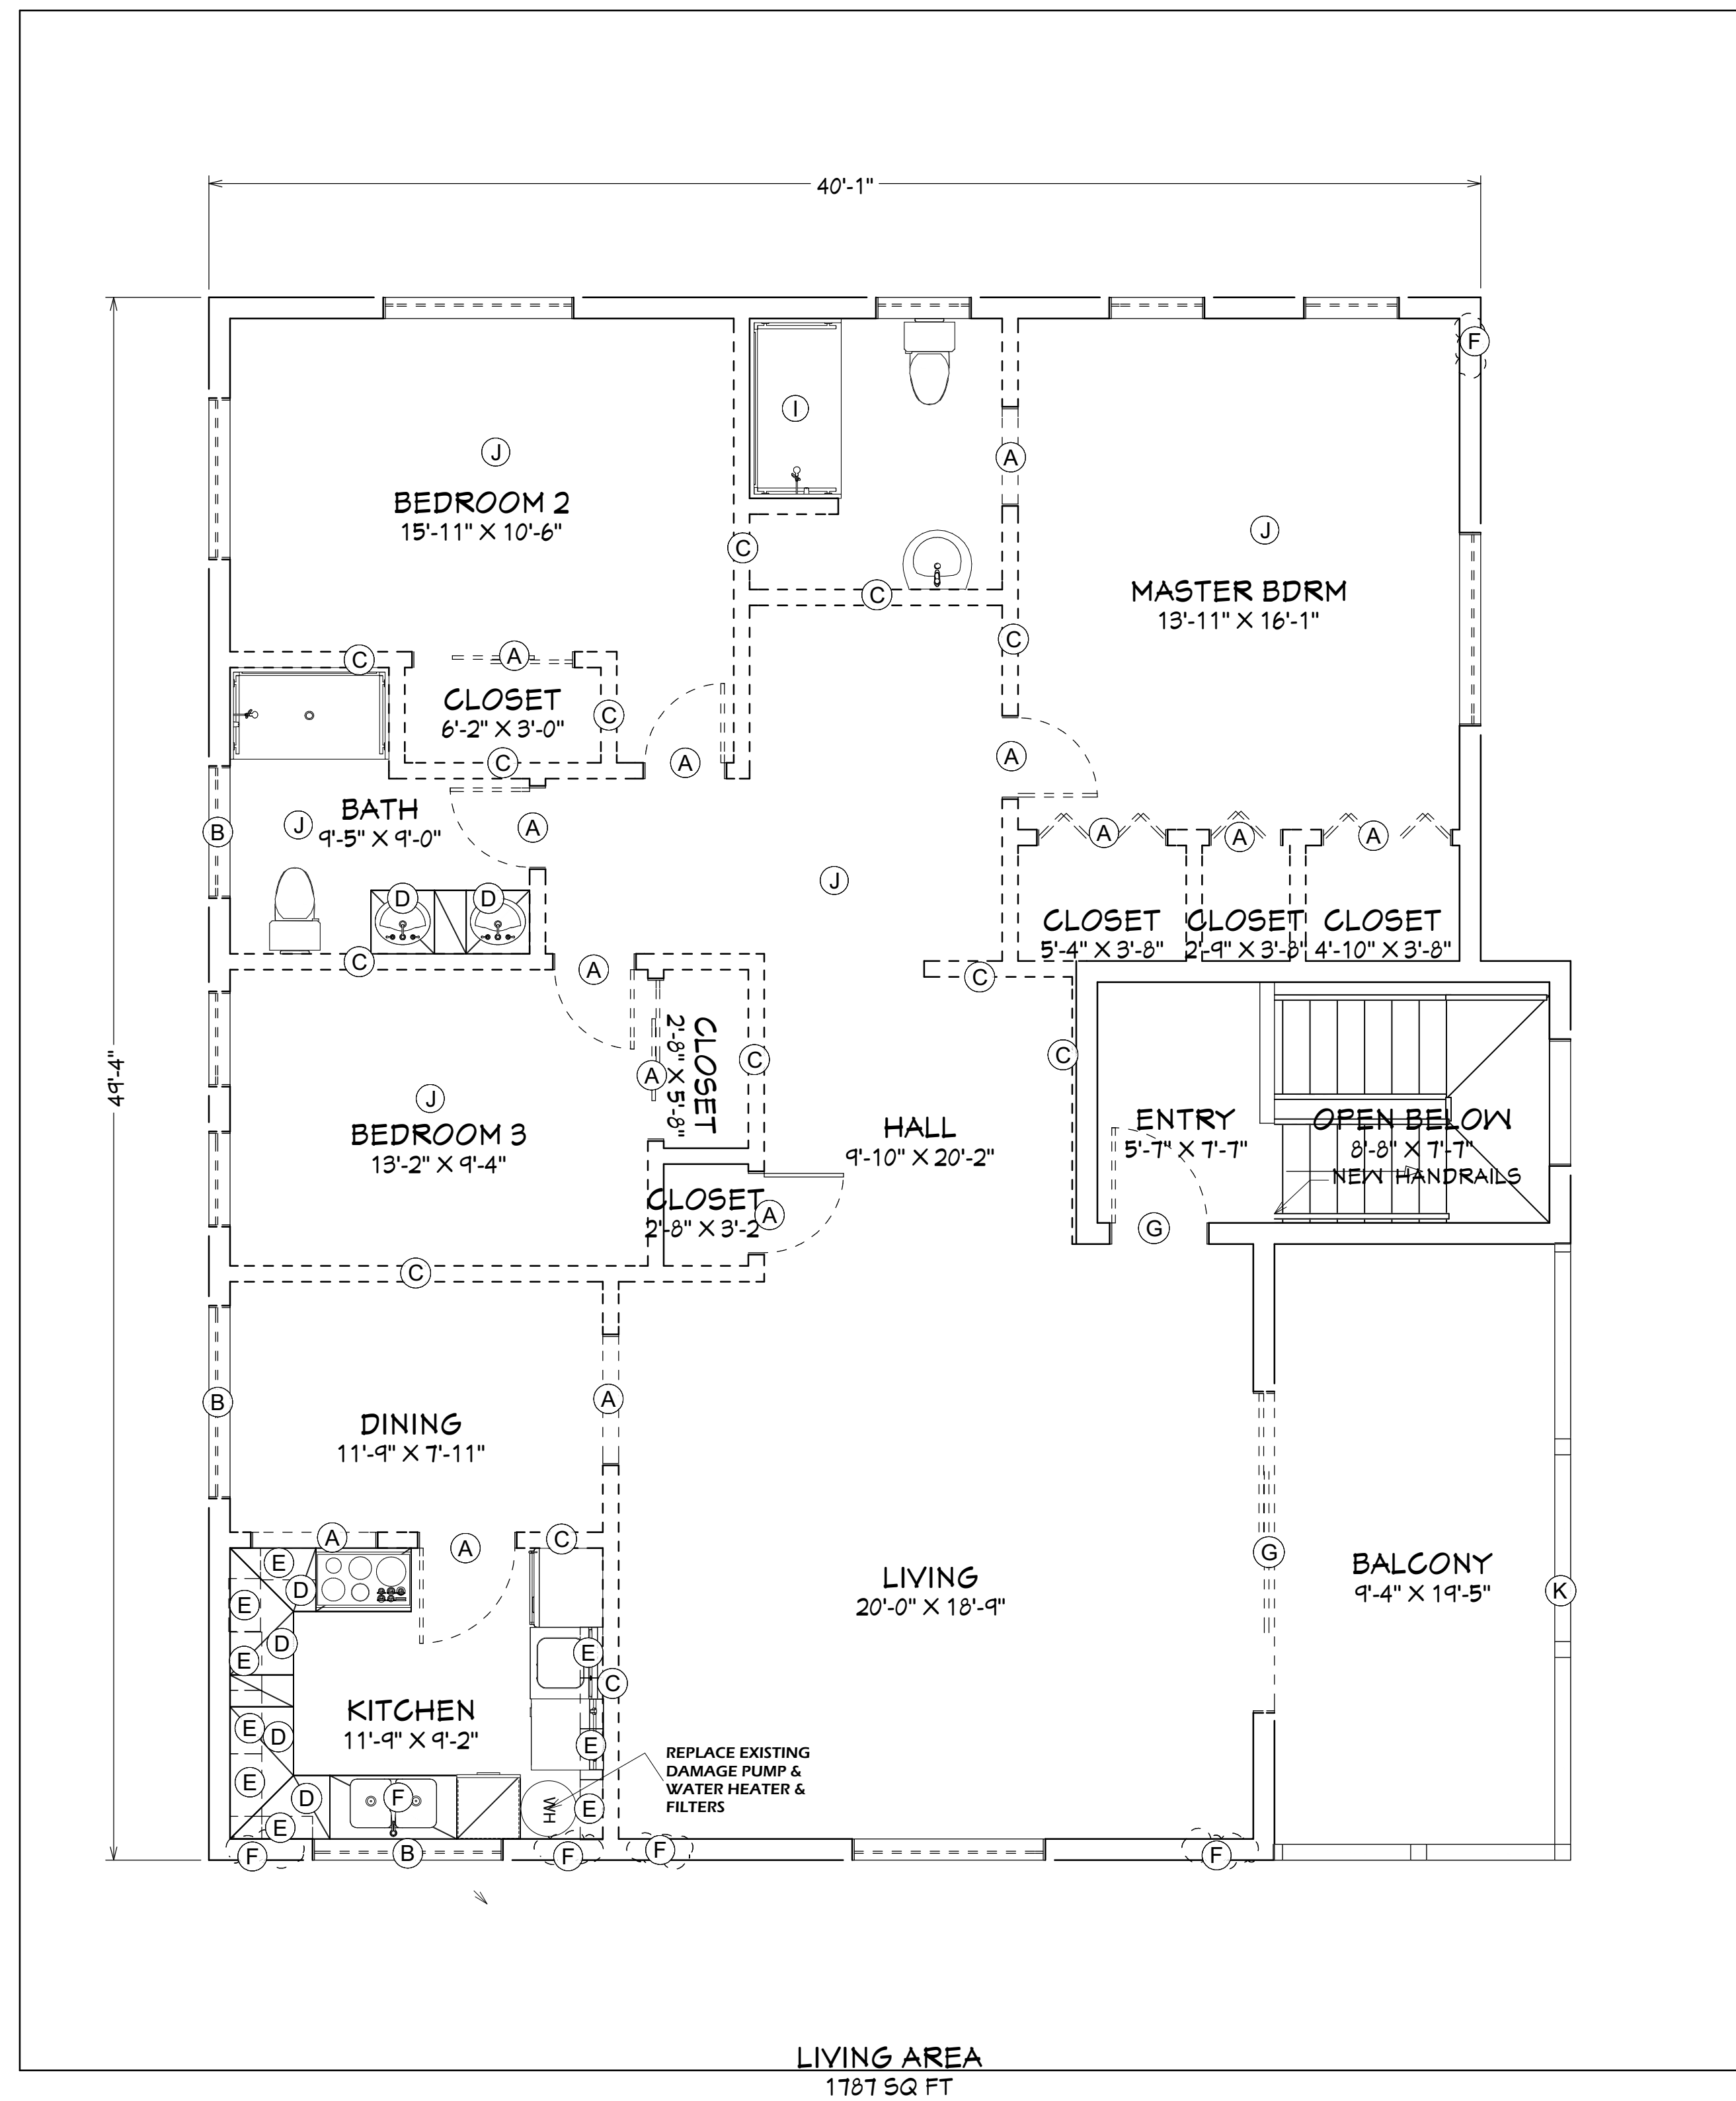 40'-1"
F
I
A
J
BEDROOM 2
15'-11" X 10'-6"
J
C
C
MASTER BDRM
13'-11" X 16'-1"
C
C
A
CLOSET
6'-2" X 3'-0"
C
C
A
A
BATH
9'-5" X 9'-0"
J
B
A
A
A
A
J
D
D
CLOSET
5'-4" X 3'-8"
CLOSET
2'-9" X 3'-8"
CLOSET
4'-10" X 3'-8"
C
A
C
49'-4"
CLOSET
2'-8" X 5'-8"
A
C
C
J
BEDROOM 3
13'-2" X 9'-4"
HALL
9'-10" X 20'-2"
ENTRY
5'-7" X 7'-7"
OPEN BELOW
8'-8" X 7'-7"
NEW HANDRAILS
CLOSET
2'-8" X 3'-2"
A
G
C
B
A
DINING
11'-9" X 7'-11"
A
A
C
G
E
D
E
D
E
LIVING
20'-0" X 18'-9"
BALCONY
9'-4" X 19'-5"
K
E
C
KITCHEN
11'-9" X 9'-2"
E
D
E
E
D
F
E
E
WH
REPLACE EXISTING
DAMAGE PUMP &
WATER HEATER &
FILTERS
F
B
F
F
F
LIVING AREA
1787 SQ FT